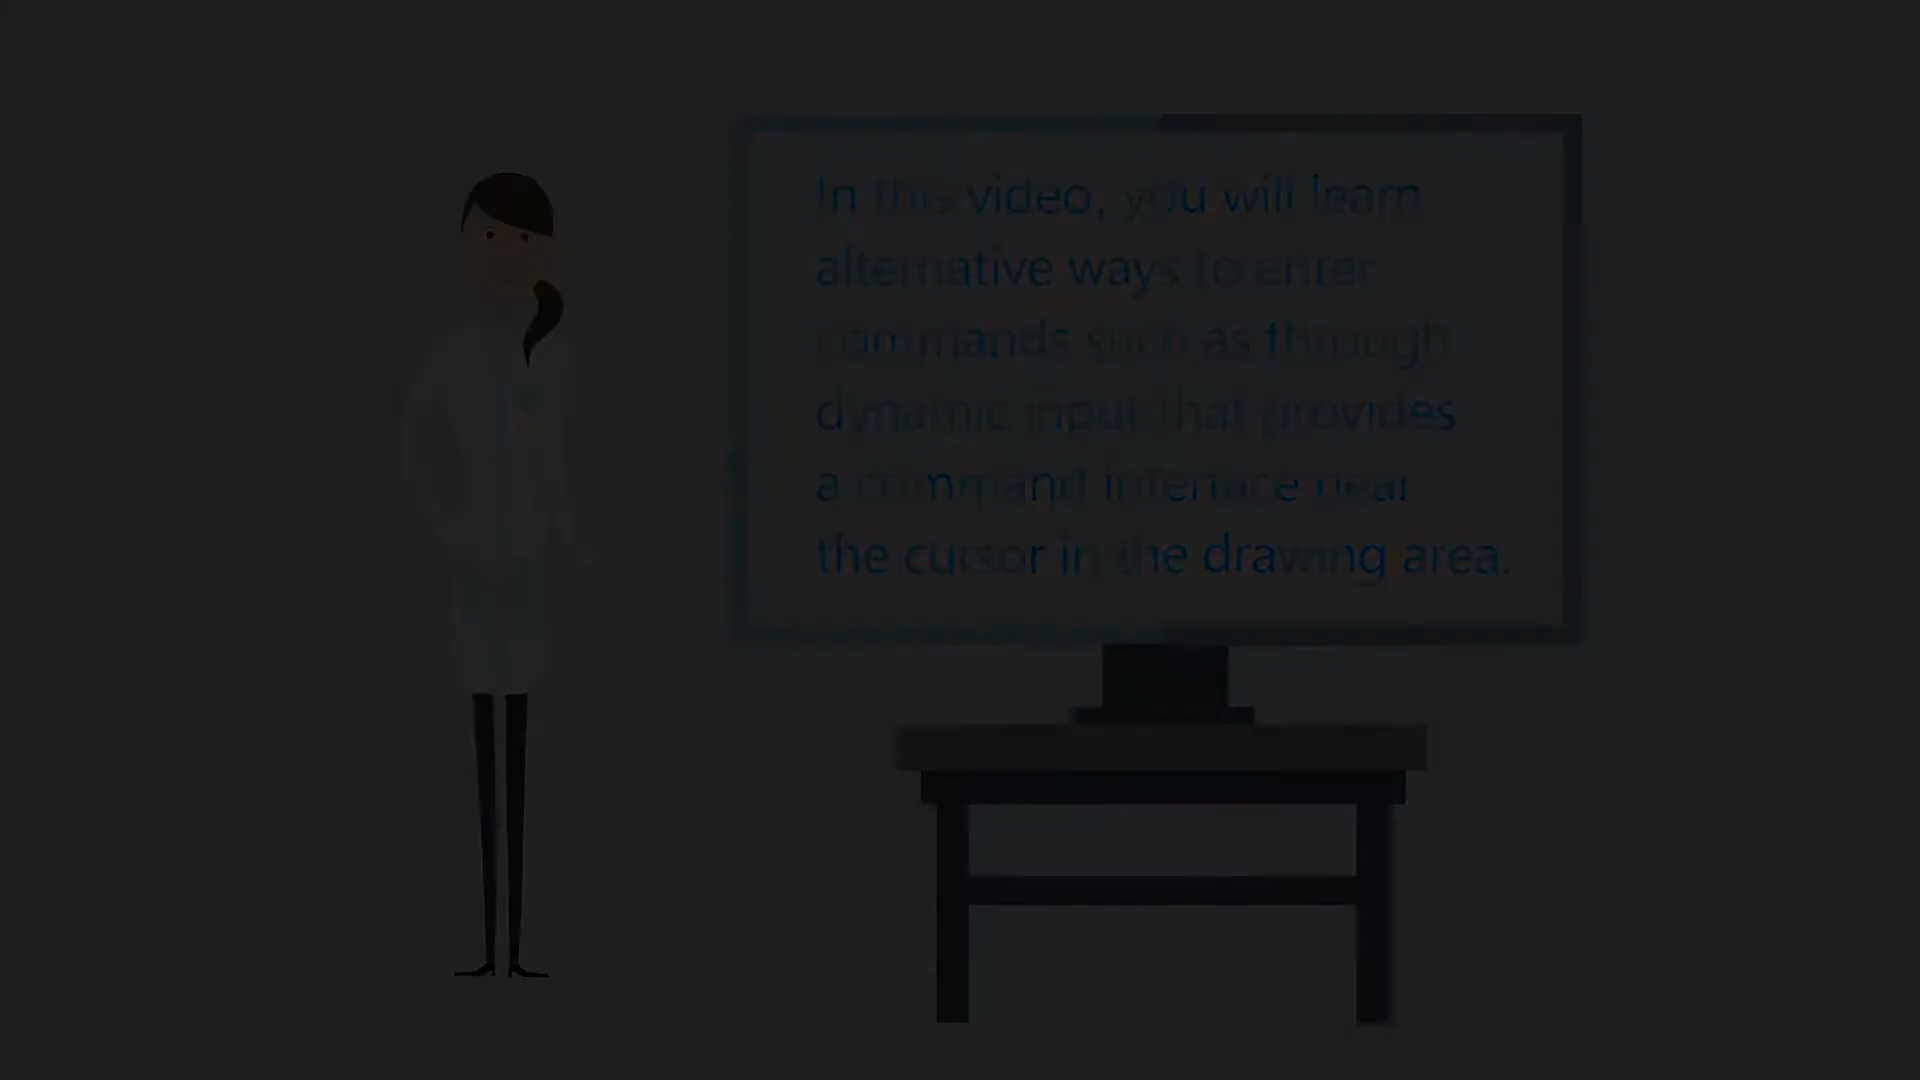 In this video, you will learn
alternative ways to enter
commands such as through
dynamic input that provides
a command interface near
the cursor in the drawing area.